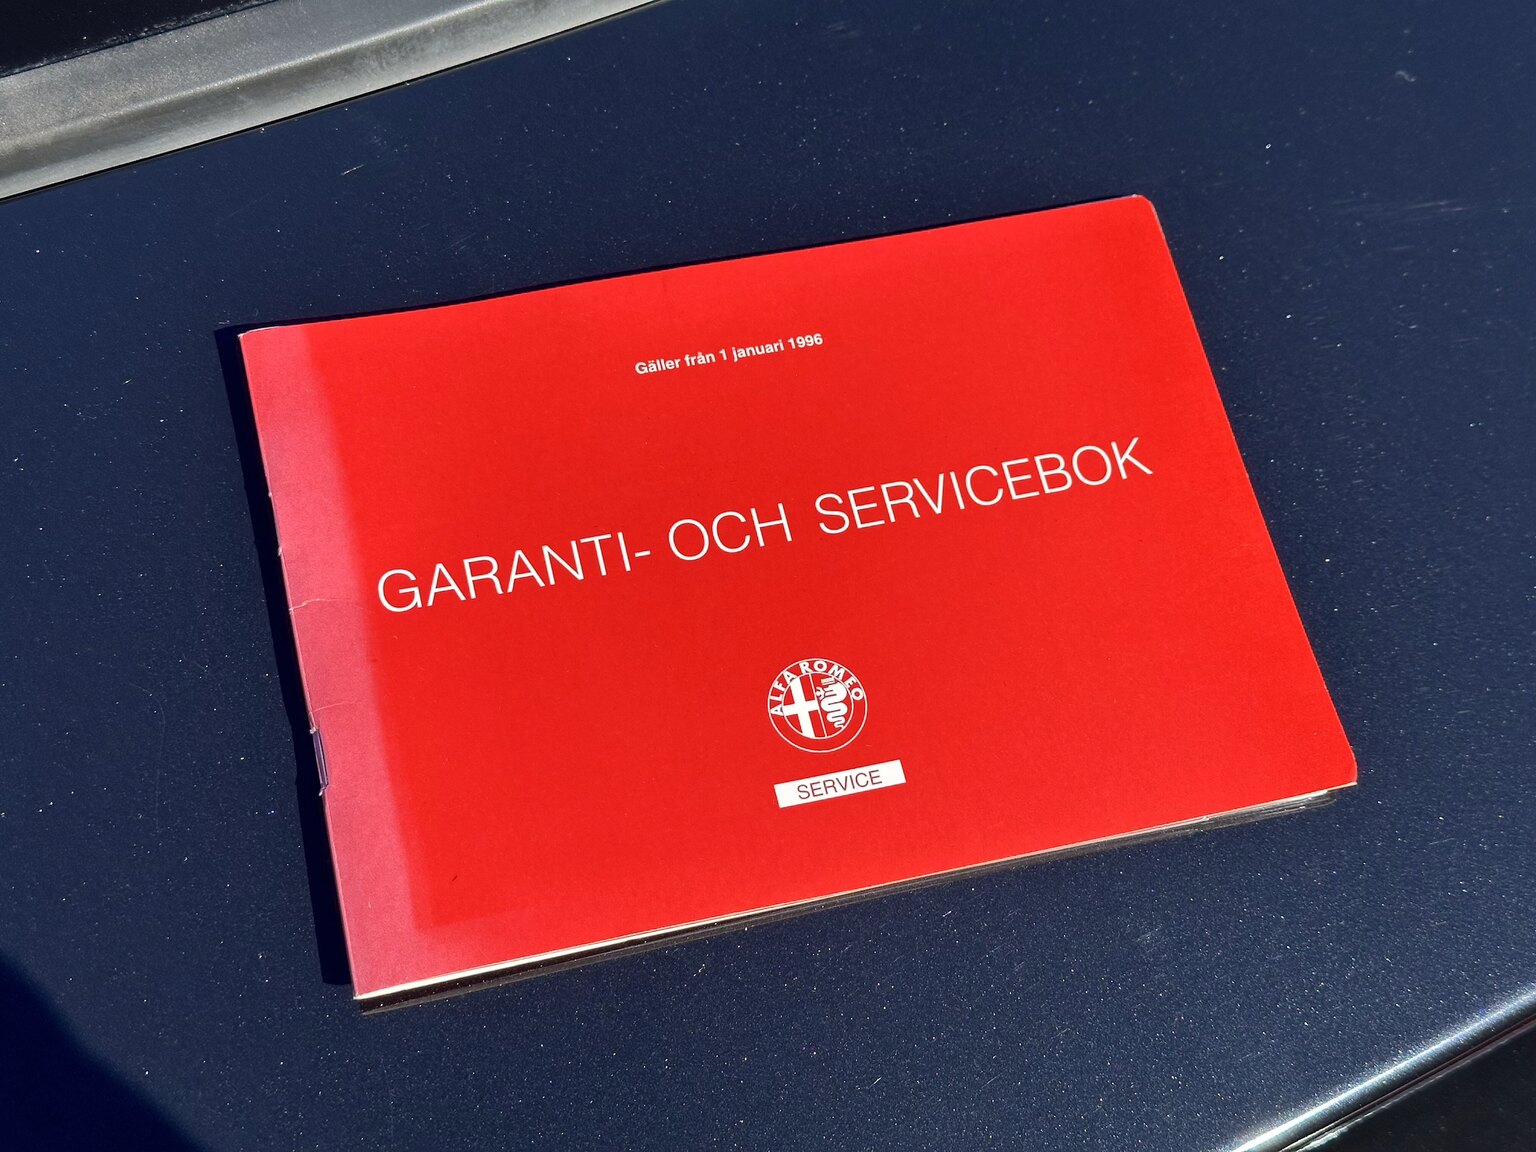 Gäller från 1 januari 1996
GARANTI- OCH SERVICEBOK
ALFA ROMEO
SERVICE